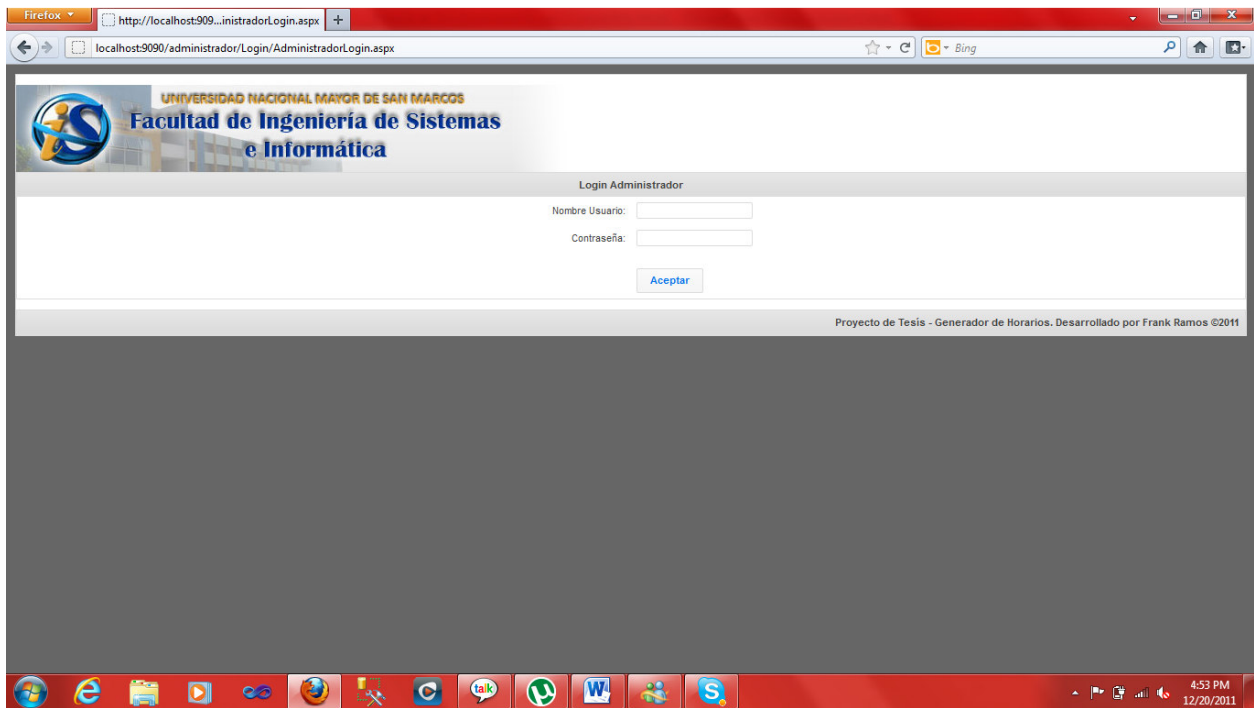 Firefox
http://localhost:909...inistradorLogin.aspx
localhost:9090/administrador/Login/AdministradorLogin.aspx
Bing
UNIVERSIDAD NACIONAL MAYOR DE SAN MARCOS
Facultad de Ingeniería de Sistemas
e Informática
Login Administrador
Nombre Usuario:
Contraseña:
Aceptar
Proyecto de Tesis - Generador de Horarios. Desarrollado por Frank Ramos ©2011
talk
4:53 PM
12/20/2011